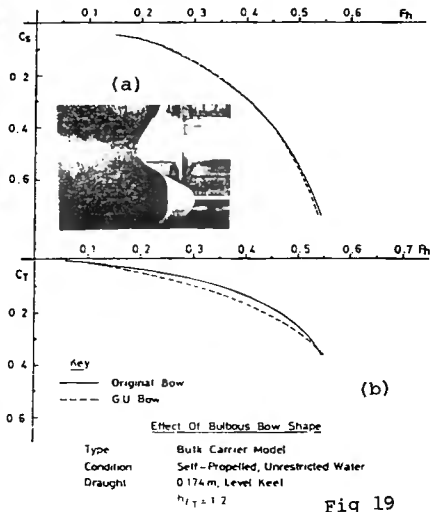 Cs 0.1 0.2 0.3 0.4 0.5 0.6 Fh
(a)
0.2
0.4
0.6
0.1 0.2 0.3 0.4 0.5 0.6 0.7 Fh
CT
0.2
0.6
Key
Original Bow
GU Bow
(b)
Effect Of Bulbous Bow Shape
Type Bulk Carrier Model
Condition Self-Propelled, Unrestricted Water
Draught 0.174m, Level Keel
h/T = 1.2
Fig 19